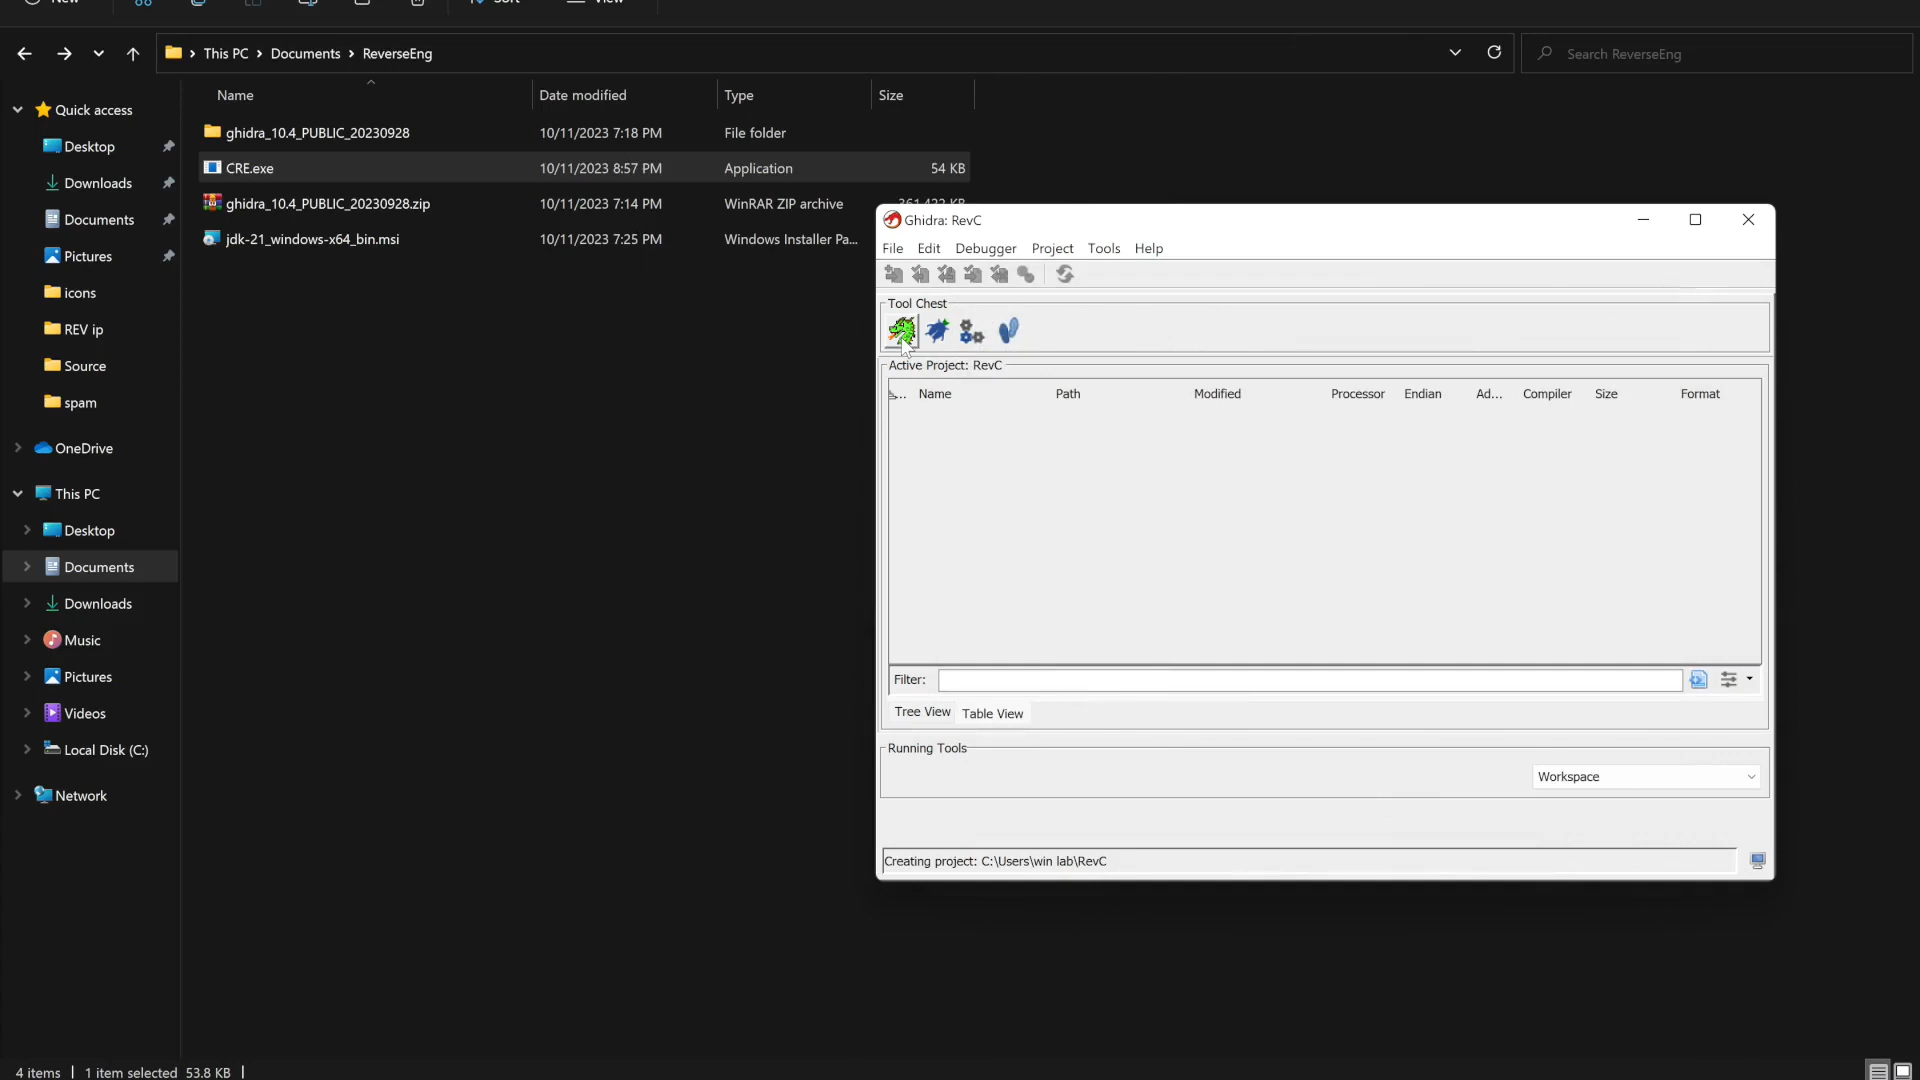 New
Sort
View
This PC > Documents > ReverseEng
Search ReverseEng
Name Date modified Type Size
ghidra_10.4_PUBLIC_20230928 10/11/2023 7:18 PM File folder
CRE.exe 10/11/2023 8:57 PM Application 54 KB
ghidra_10.4_PUBLIC_20230928.zip 10/11/2023 7:14 PM WinRAR ZIP archive 361,422 KB
jdk-21_windows-x64_bin.msi 10/11/2023 7:25 PM Windows Installer Pa...
Quick access
Desktop
Downloads
Documents
Pictures
icons
REV ip
Source
spam
OneDrive
This PC
Desktop
Documents
Downloads
Music
Pictures
Videos
Local Disk (C:)
Network
4 items | 1 item selected 53.8 KB |
Ghidra: RevC
File Edit Debugger Project Tools Help
Tool Chest
Active Project: RevC
... Name Path Modified Processor Endian Ad... Compiler Size Format
Filter:
Tree View Table View
Running Tools
Workspace
Creating project: C:\Users\win lab\RevC